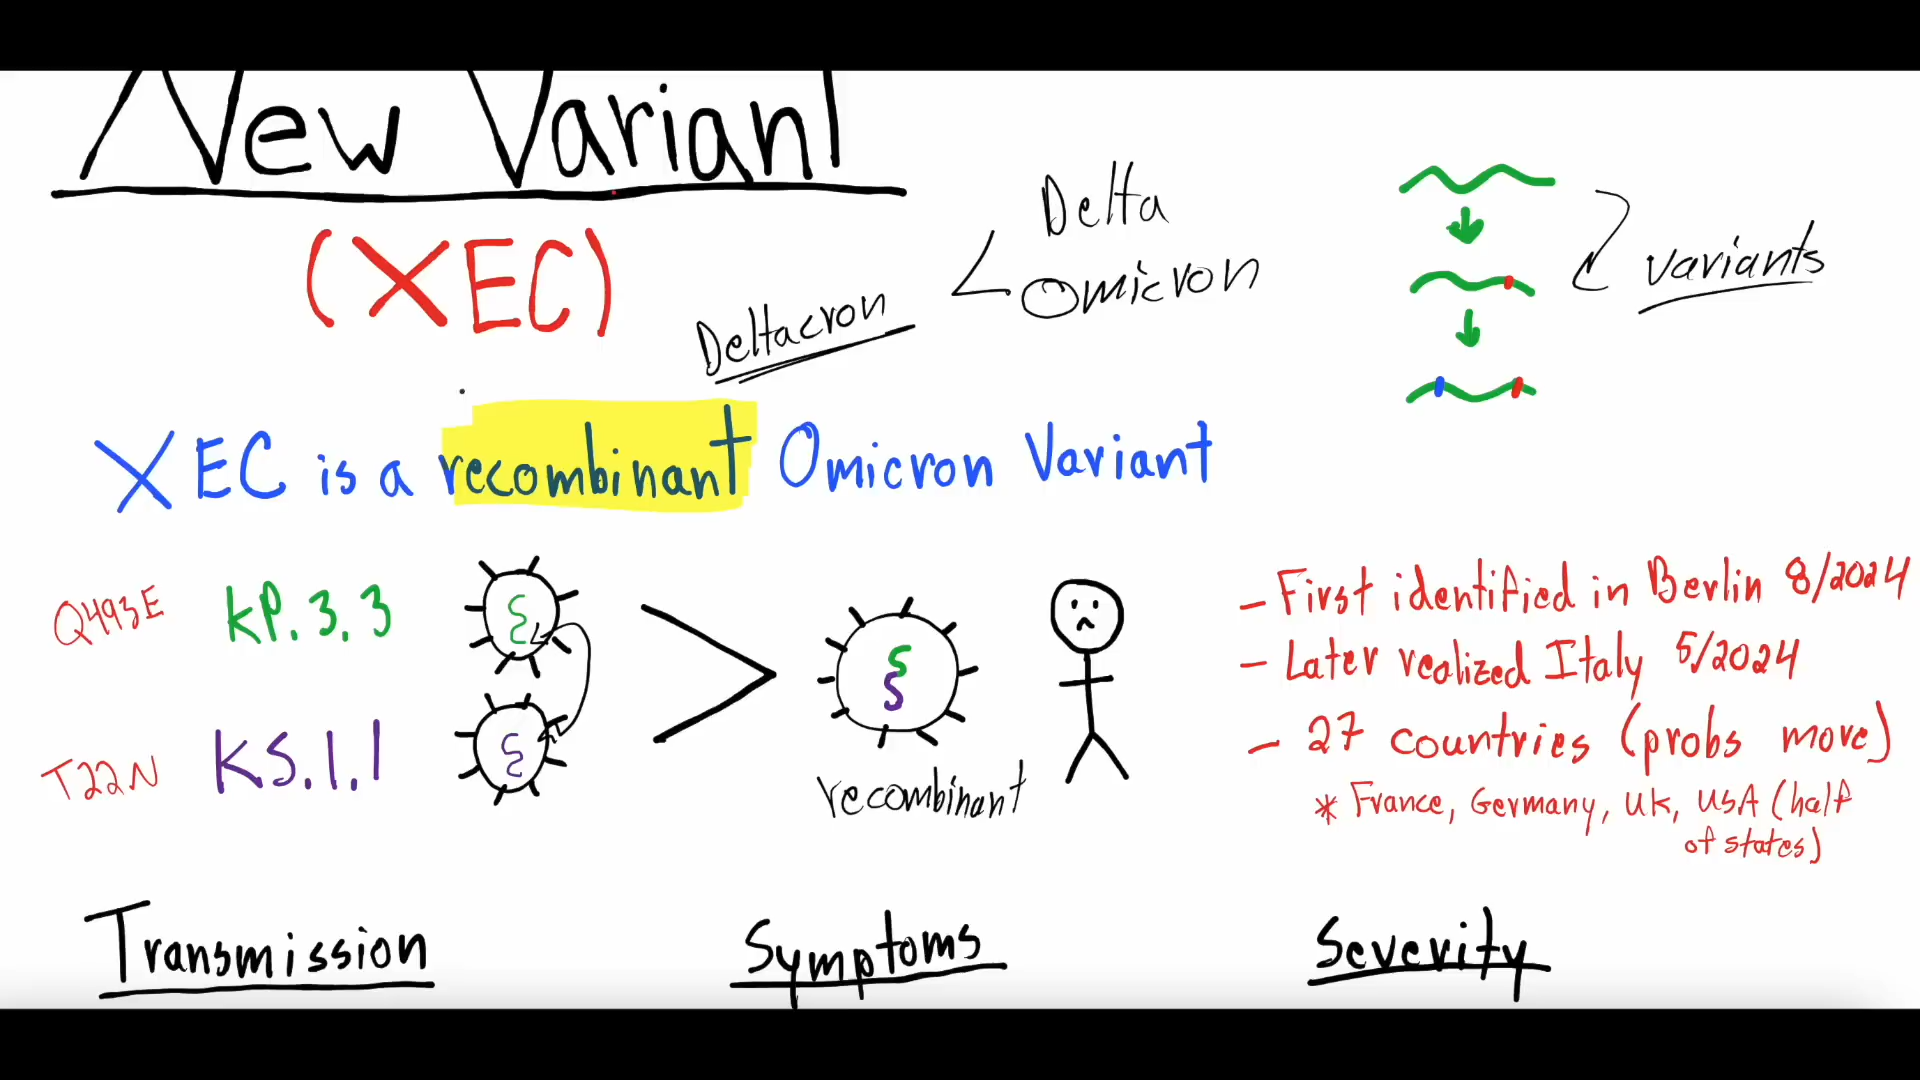 New Variant
(XEC)
Deltacron
Delta
Omicron
variants
XEC is a recombinant Omicron Variant
Q493E KP.3.3
T22N KS.1.1
recombinant
- First identified in Berlin 8/2024
- Later realized Italy 5/2024
- 27 countries (probs more)
* France, Germany, UK, USA (half
of states)
Transmission
Symptoms
Severity